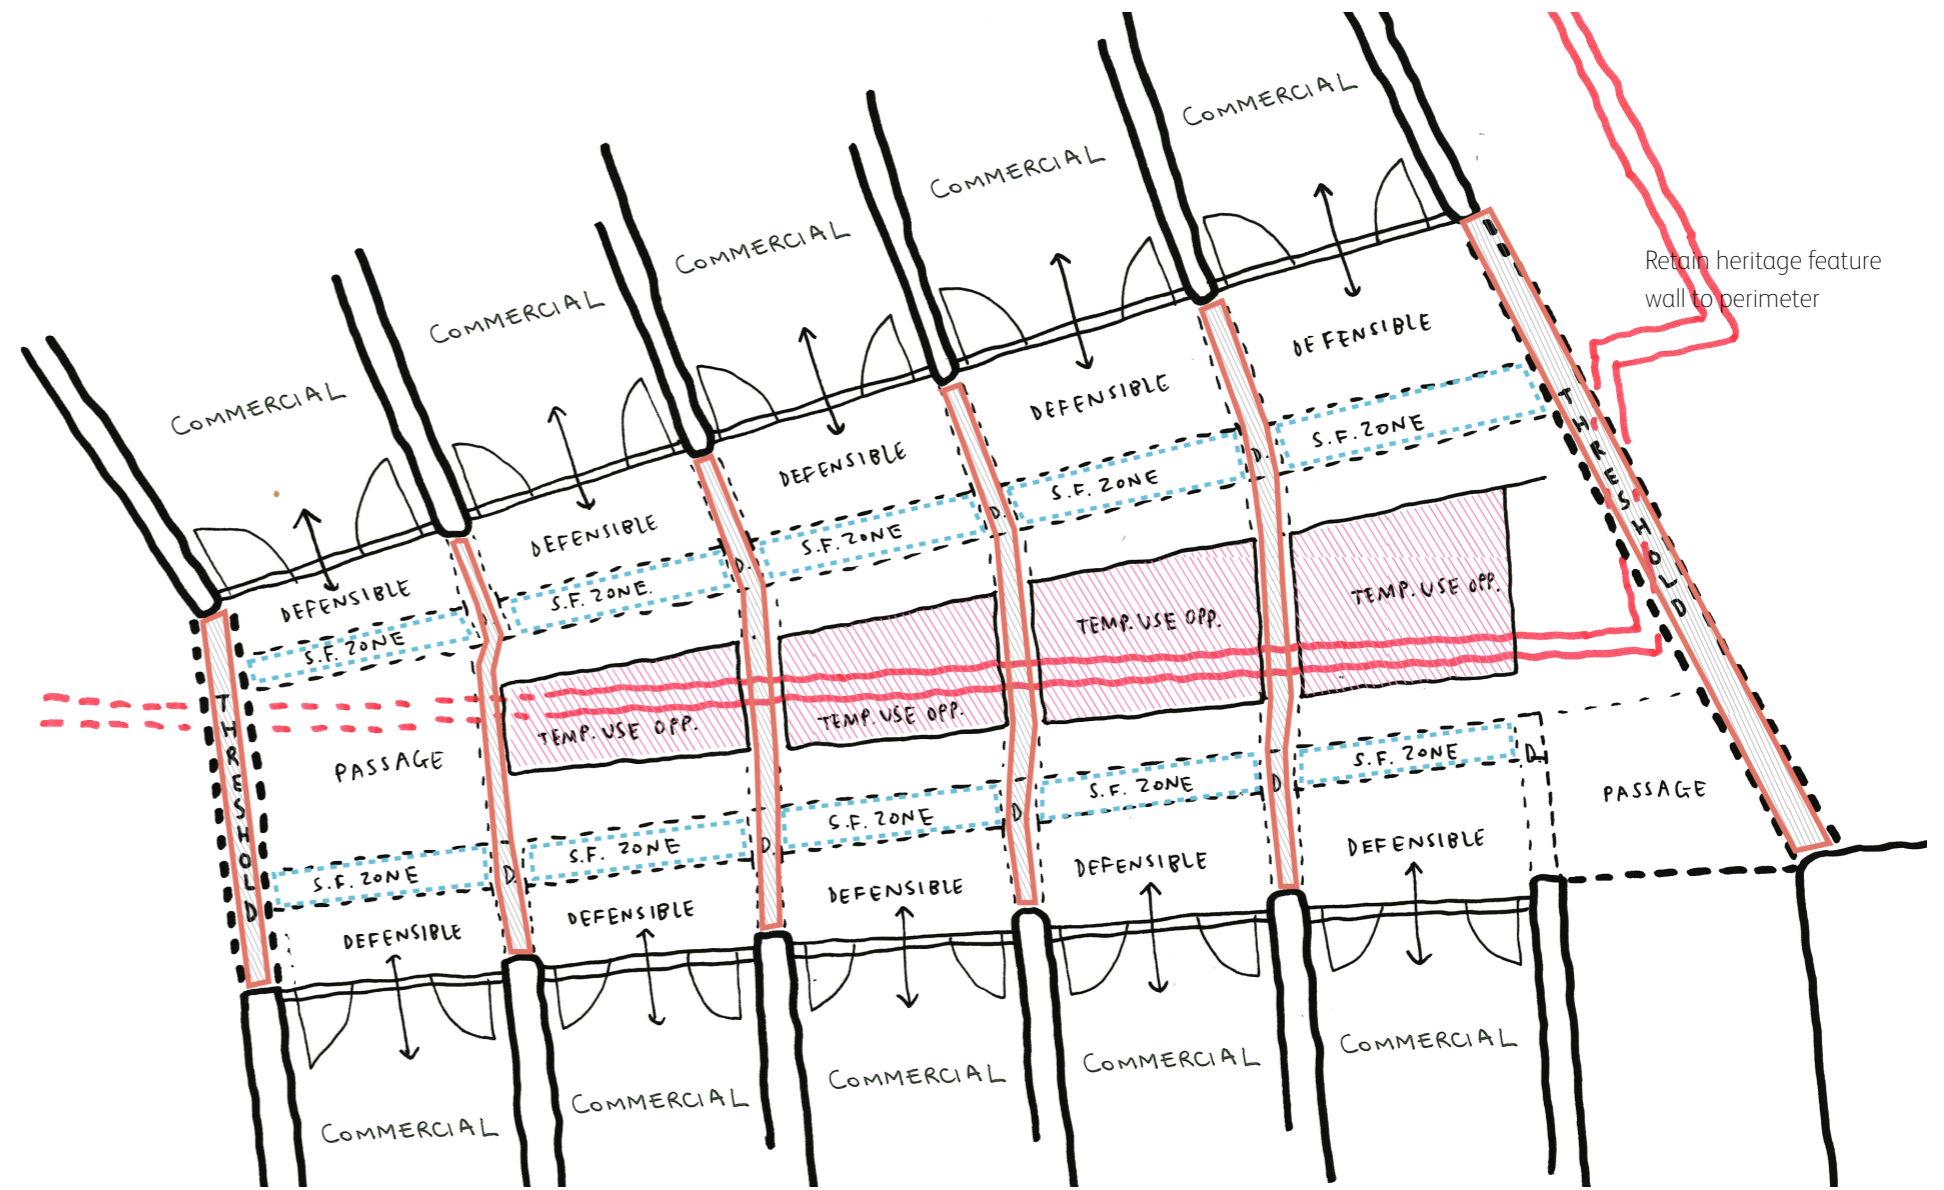 COMMERCIAL
COMMERCIAL
COMMERCIAL
COMMERCIAL
COMMERCIAL
Retain heritage feature
wall to perimeter
DEFENSIBLE
DEFENSIBLE
DEFENSIBLE
DEFENSIBLE
DEFENSIBLE
S.F. ZONE
S.F. ZONE.
S.F. ZONE
S.F. ZONE
S.F. ZONE
D.
D.
D.
D.
THRESHOLD
THRESHOLD
TEMP. USE OPP.
TEMP. USE OPP.
TEMP. USE OPP.
TEMP. USE OPP.
PASSAGE
PASSAGE
S.F. ZONE
S.F. ZONE
S.F. ZONE
S.F. ZONE
S.F. ZONE
D.
D.
D.
D
D.
DEFENSIBLE
DEFENSIBLE
DEFENSIBLE
DEFENSIBLE
DEFENSIBLE
COMMERCIAL
COMMERCIAL
COMMERCIAL
COMMERCIAL
COMMERCIAL